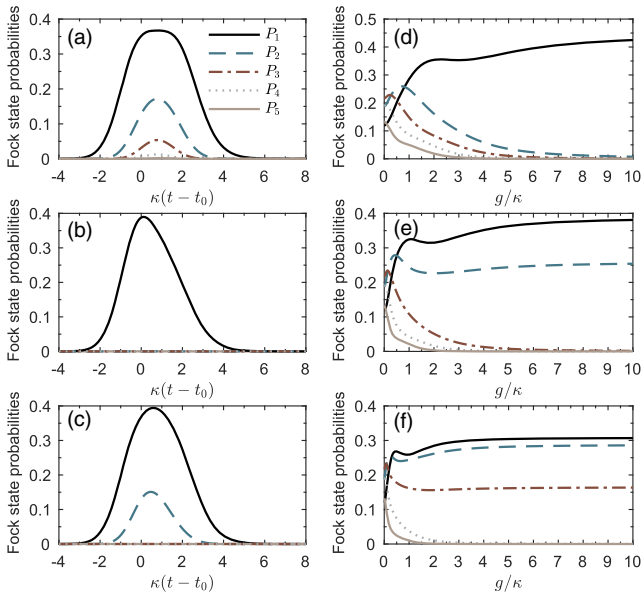 Fock state probabilities
0.4
0.3
0.2
0.1
0
(a)
P₁
P₂
P₃
P₄
P₅
-4 -2 0 2 4 6 8
κ(t − t₀)
Fock state probabilities
0.5
0.4
0.3
0.2
0.1
0
(d)
0 1 2 3 4 5 6 7 8 9 10
g/κ
Fock state probabilities
0.4
0.3
0.2
0.1
0
(b)
-4 -2 0 2 4 6 8
κ(t − t₀)
Fock state probabilities
0.4
0.3
0.2
0.1
0
(e)
0 1 2 3 4 5 6 7 8 9 10
g/κ
Fock state probabilities
0.4
0.3
0.2
0.1
0
(c)
-4 -2 0 2 4 6 8
κ(t − t₀)
Fock state probabilities
0.4
0.3
0.2
0.1
0
(f)
0 1 2 3 4 5 6 7 8 9 10
g/κ